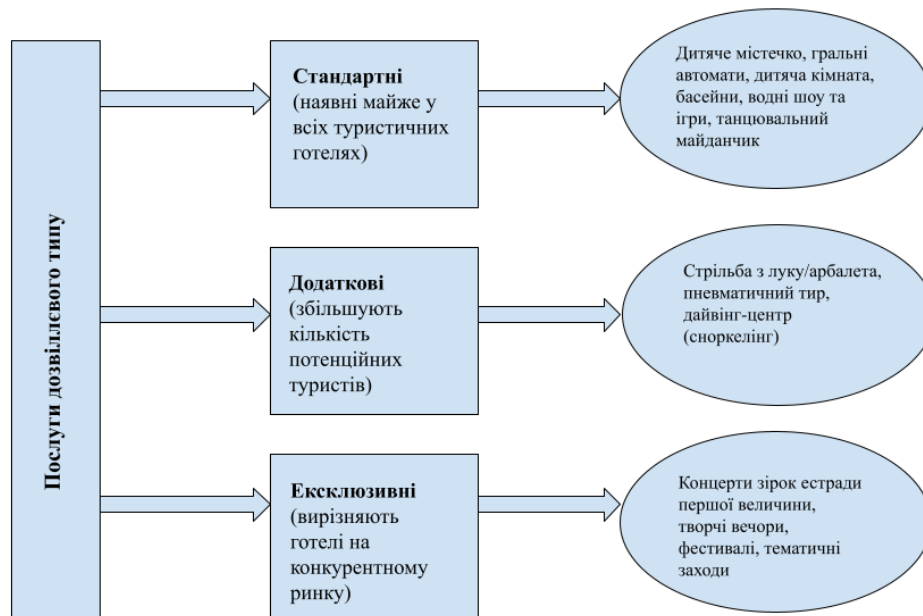 Послуги дозвіллєвого типу
Стандартні
(наявні майже у
всіх туристичних
готелях)
Дитяче містечко, гральні
автомати, дитяча кімната,
басейни, водні шоу та
ігри, танцювальний
майданчик
Додаткові
(збільшують
кількість
потенційних
туристів)
Стрільба з луку/арбалета,
пневматичний тир,
дайвінг-центр
(сноркелінг)
Ексклюзивні
(вирізняють
готелі на
конкурентному
ринку)
Концерти зірок естради
першої величини,
творчі вечори,
фестивалі, тематичні
заходи